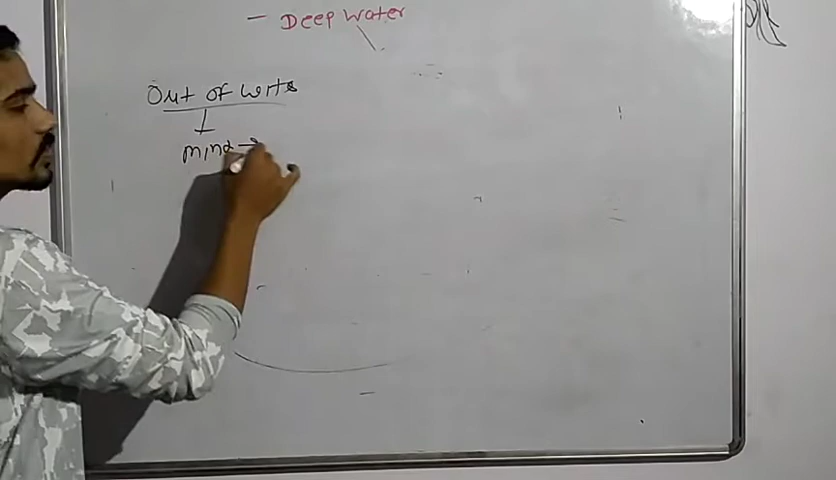 - Deep Water
Out of wits
mind →